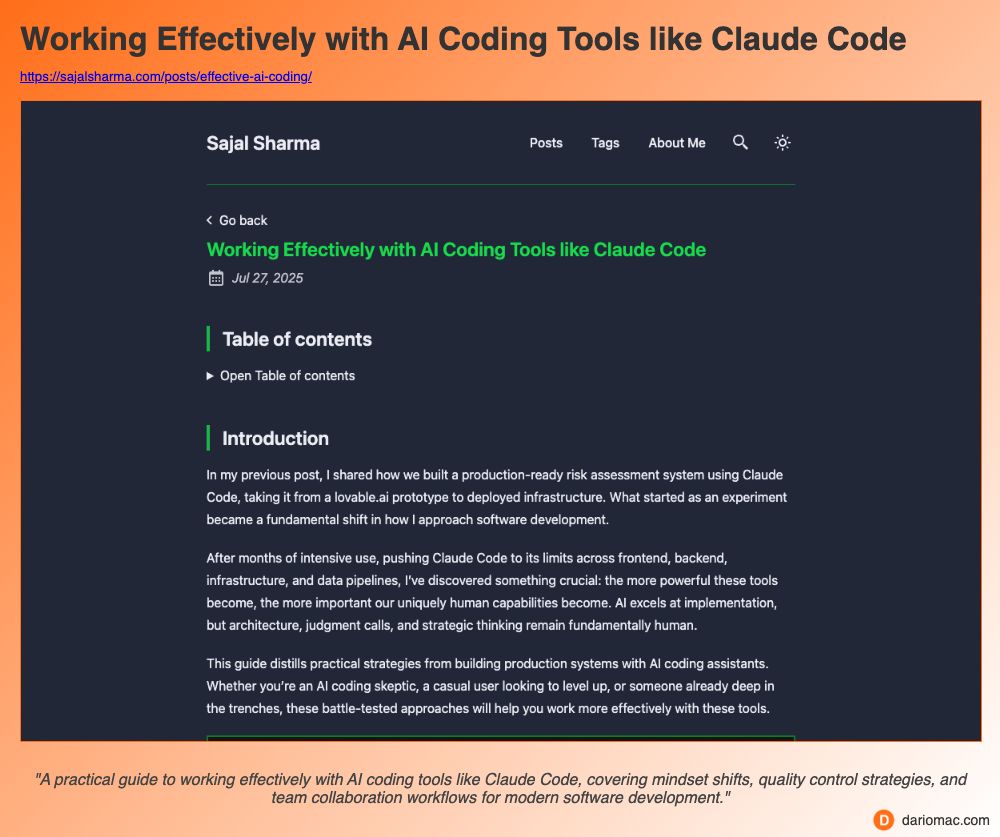 Working Effectively with AI Coding Tools like Claude Code
https://sajalsharma.com/posts/effective-ai-coding/
Sajal Sharma
Posts
Tags
About Me
Go back
Working Effectively with AI Coding Tools like Claude Code
Jul 27, 2025
Table of contents
Open Table of contents
Introduction
In my previous post, I shared how we built a production-ready risk assessment system using Claude
Code, taking it from a lovable.ai prototype to deployed infrastructure. What started as an experiment
became a fundamental shift in how I approach software development.
After months of intensive use, pushing Claude Code to its limits across frontend, backend,
infrastructure, and data pipelines, I've discovered something crucial: the more powerful these tools
become, the more important our uniquely human capabilities become. AI excels at implementation,
but architecture, judgment calls, and strategic thinking remain fundamentally human.
This guide distills practical strategies from building production systems with AI coding assistants.
Whether you're an AI coding skeptic, a casual user looking to level up, or someone already deep in
the trenches, these battle-tested approaches will help you work more effectively with these tools.
"A practical guide to working effectively with AI coding tools like Claude Code, covering mindset shifts, quality control strategies, and
team collaboration workflows for modern software development."
D dariomac.com